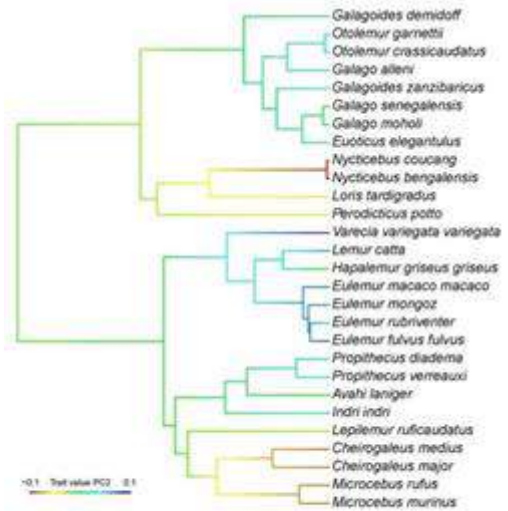 Galagoides demidoff
Otolemur garnettii
Otolemur crassicaudatus
Galago alleni
Galagoides zanzibaricus
Galago senegalensis
Galago moholi
Euoticus elegantulus
Nycticebus coucang
Nycticebus bengalensis
Loris tardigradus
Perodicticus potto
Varecia variegata variegata
Lemur catta
Hapalemur griseus griseus
Eulemur macaco macaco
Eulemur mongoz
Eulemur rubriventer
Eulemur fulvus fulvus
Propithecus diadema
Propithecus verreauxi
Avahi laniger
Indri indri
Lepilemur ruficaudatus
Cheirogaleus medius
Cheirogaleus major
Microcebus rufus
Microcebus murinus
-0.1 Trait value PC2 0.1